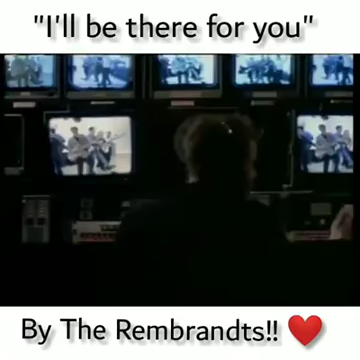 "I'll be there for you"
By The Rembrandts!! ❤️